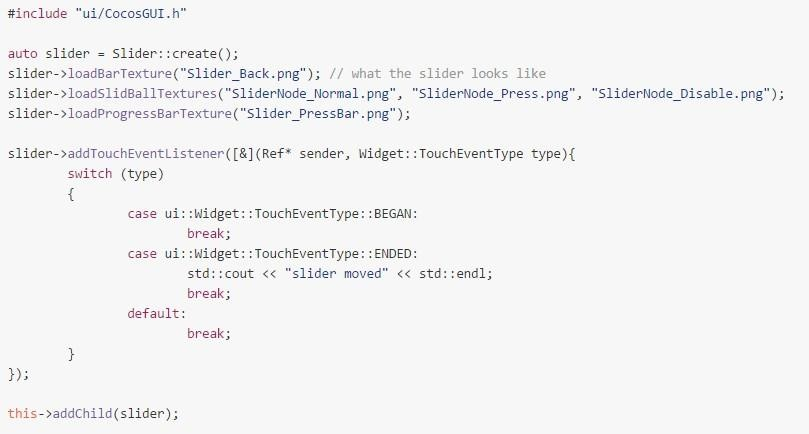 #include "ui/CocosGUI.h"

auto slider = Slider::create();
slider->loadBarTexture("Slider_Back.png"); // what the slider looks like
slider->loadSlidBallTextures("SliderNode_Normal.png", "SliderNode_Press.png", "SliderNode_Disable.png");
slider->loadProgressBarTexture("Slider_PressBar.png");

slider->addTouchEventListener([&](Ref* sender, Widget::TouchEventType type){
        switch (type)
        {
                case ui::Widget::TouchEventType::BEGAN:
                        break;
                case ui::Widget::TouchEventType::ENDED:
                        std::cout << "slider moved" << std::endl;
                        break;
                default:
                        break;
        }
});

this->addChild(slider);